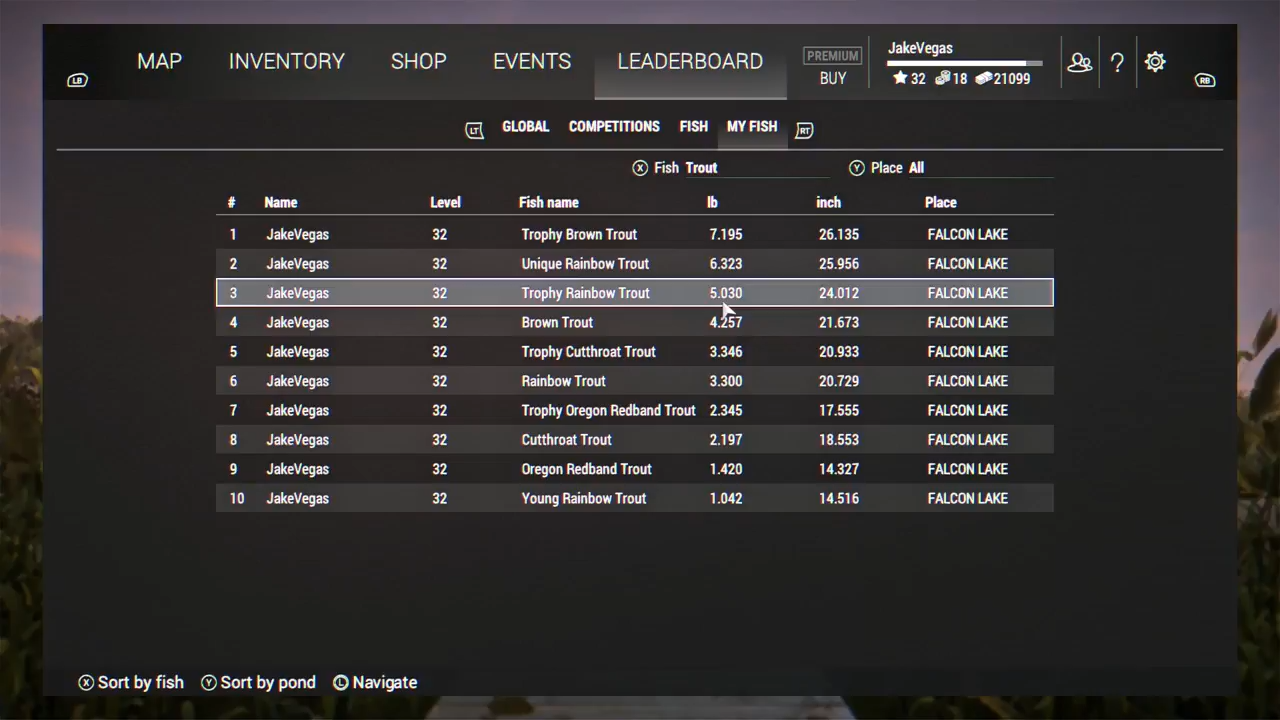 MAP INVENTORY SHOP EVENTS LEADERBOARD PREMIUM BUY JakeVegas
LB 32 18 21099 RB
LT GLOBAL COMPETITIONS FISH MY FISH RT
X Fish Trout Y Place All
# Name Level Fish name lb inch Place
1 JakeVegas 32 Trophy Brown Trout 7.195 26.135 FALCON LAKE
2 JakeVegas 32 Unique Rainbow Trout 6.323 25.956 FALCON LAKE
3 JakeVegas 32 Trophy Rainbow Trout 5.030 24.012 FALCON LAKE
4 JakeVegas 32 Brown Trout 4.257 21.673 FALCON LAKE
5 JakeVegas 32 Trophy Cutthroat Trout 3.346 20.933 FALCON LAKE
6 JakeVegas 32 Rainbow Trout 3.300 20.729 FALCON LAKE
7 JakeVegas 32 Trophy Oregon Redband Trout 2.345 17.555 FALCON LAKE
8 JakeVegas 32 Cutthroat Trout 2.197 18.553 FALCON LAKE
9 JakeVegas 32 Oregon Redband Trout 1.420 14.327 FALCON LAKE
10 JakeVegas 32 Young Rainbow Trout 1.042 14.516 FALCON LAKE
X Sort by fish Y Sort by pond L Navigate